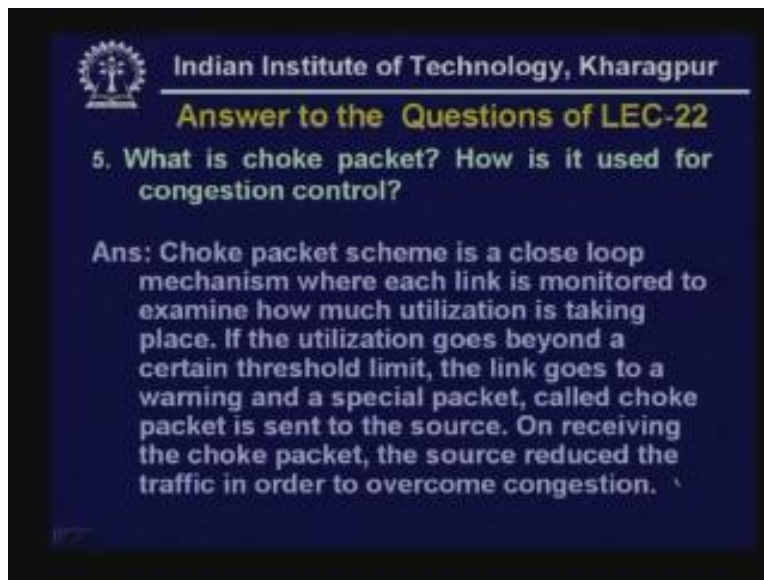 Indian Institute of Technology, Kharagpur
Answer to the Questions of LEC-22
5. What is choke packet? How is it used for
congestion control?
Ans: Choke packet scheme is a close loop
mechanism where each link is monitored to
examine how much utilization is taking
place. If the utilization goes beyond a
certain threshold limit, the link goes to a
warning and a special packet, called choke
packet is sent to the source. On receiving
the choke packet, the source reduced the
traffic in order to overcome congestion.